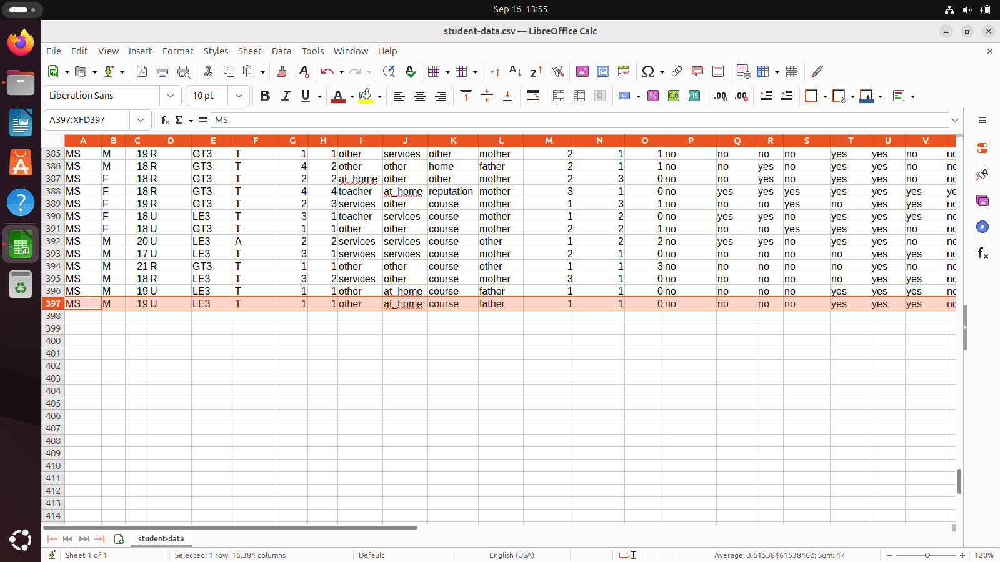 Sep 16 13:55
student-data.csv — LibreOffice Calc
File Edit View Insert Format Styles Sheet Data Tools Window Help
Liberation Sans 10 pt
A397:XFD397 MS
A B C D E F G H I J K L M N O P Q R S T U V
385 MS M 19 R GT3 T 1 1 other services other mother 2 1 1 no no no no yes yes no no
386 MS M 18 R GT3 T 4 2 other other home father 2 1 1 no no yes no yes yes no no
387 MS F 18 R GT3 T 2 2 at_home other other mother 2 3 0 no no yes no yes yes no no
388 MS F 18 R GT3 T 4 4 teacher at_home reputation mother 3 1 0 no yes yes yes yes yes yes ye
389 MS F 19 R GT3 T 2 3 services other course mother 1 3 1 no no no yes no yes yes no
390 MS F 18 U LE3 T 3 1 teacher services course mother 1 2 0 no yes yes no yes yes yes no
391 MS F 18 U GT3 T 1 1 other other course mother 2 2 1 no no no yes yes yes no no
392 MS M 20 U LE3 A 2 2 services services course other 1 2 2 no yes yes no yes yes no no
393 MS M 17 U LE3 T 3 1 services services course mother 2 1 0 no no no no no yes yes no
394 MS M 21 R GT3 T 1 1 other other course other 1 1 3 no no no no no yes no no
395 MS M 18 R LE3 T 3 2 services other course mother 3 1 0 no no no no no yes yes no
396 MS M 19 U LE3 T 1 1 other at_home course father 1 1 0 no no no no yes yes yes no
397 MS M 19 U LE3 T 1 1 other at_home course father 1 1 0 no no no no yes yes yes no
398
399
400
401
402
403
404
405
406
407
408
409
410
411
412
413
414
student-data
Sheet 1 of 1 Selected: 1 row, 16,384 columns Default English (USA) Average: 3.61538461538462; Sum: 47 120%